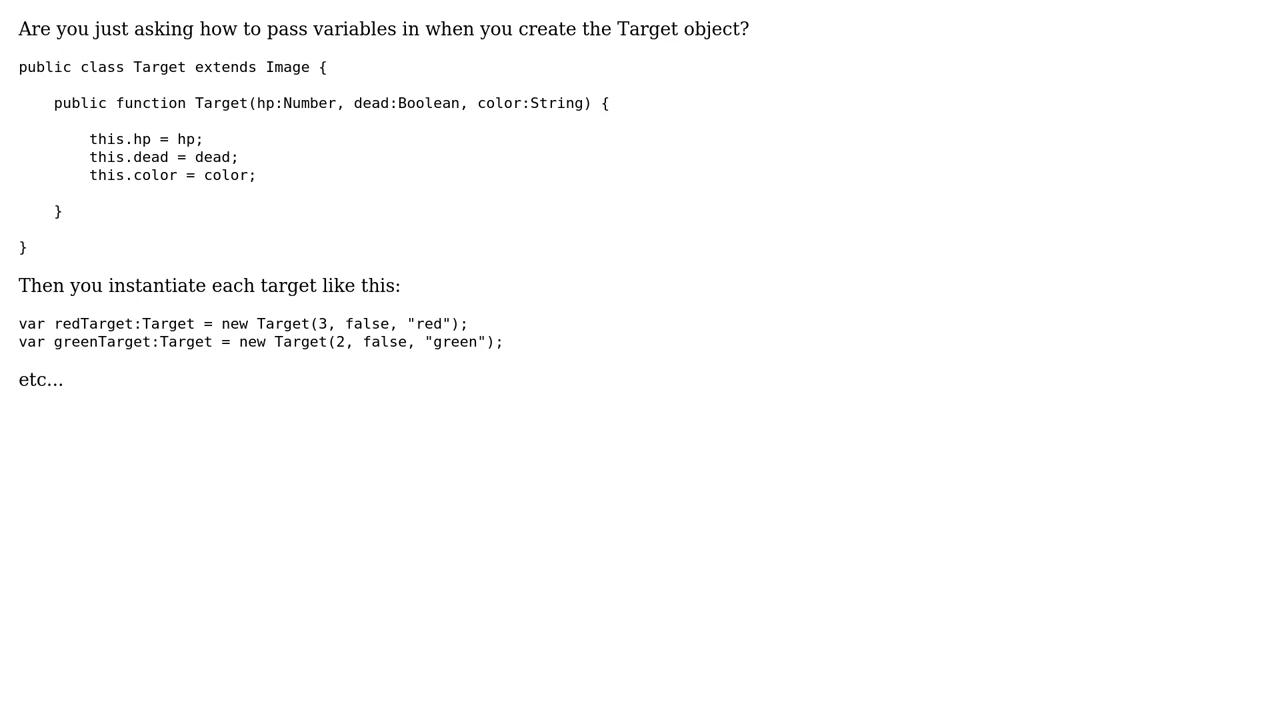 Are you just asking how to pass variables in when you create the Target object?
public class Target extends Image {
    public function Target(hp:Number, dead:Boolean, color:String) {
        this.hp = hp;
        this.dead = dead;
        this.color = color;
    }
}
Then you instantiate each target like this:
var redTarget:Target = new Target(3, false, "red");
var greenTarget:Target = new Target(2, false, "green");
etc...